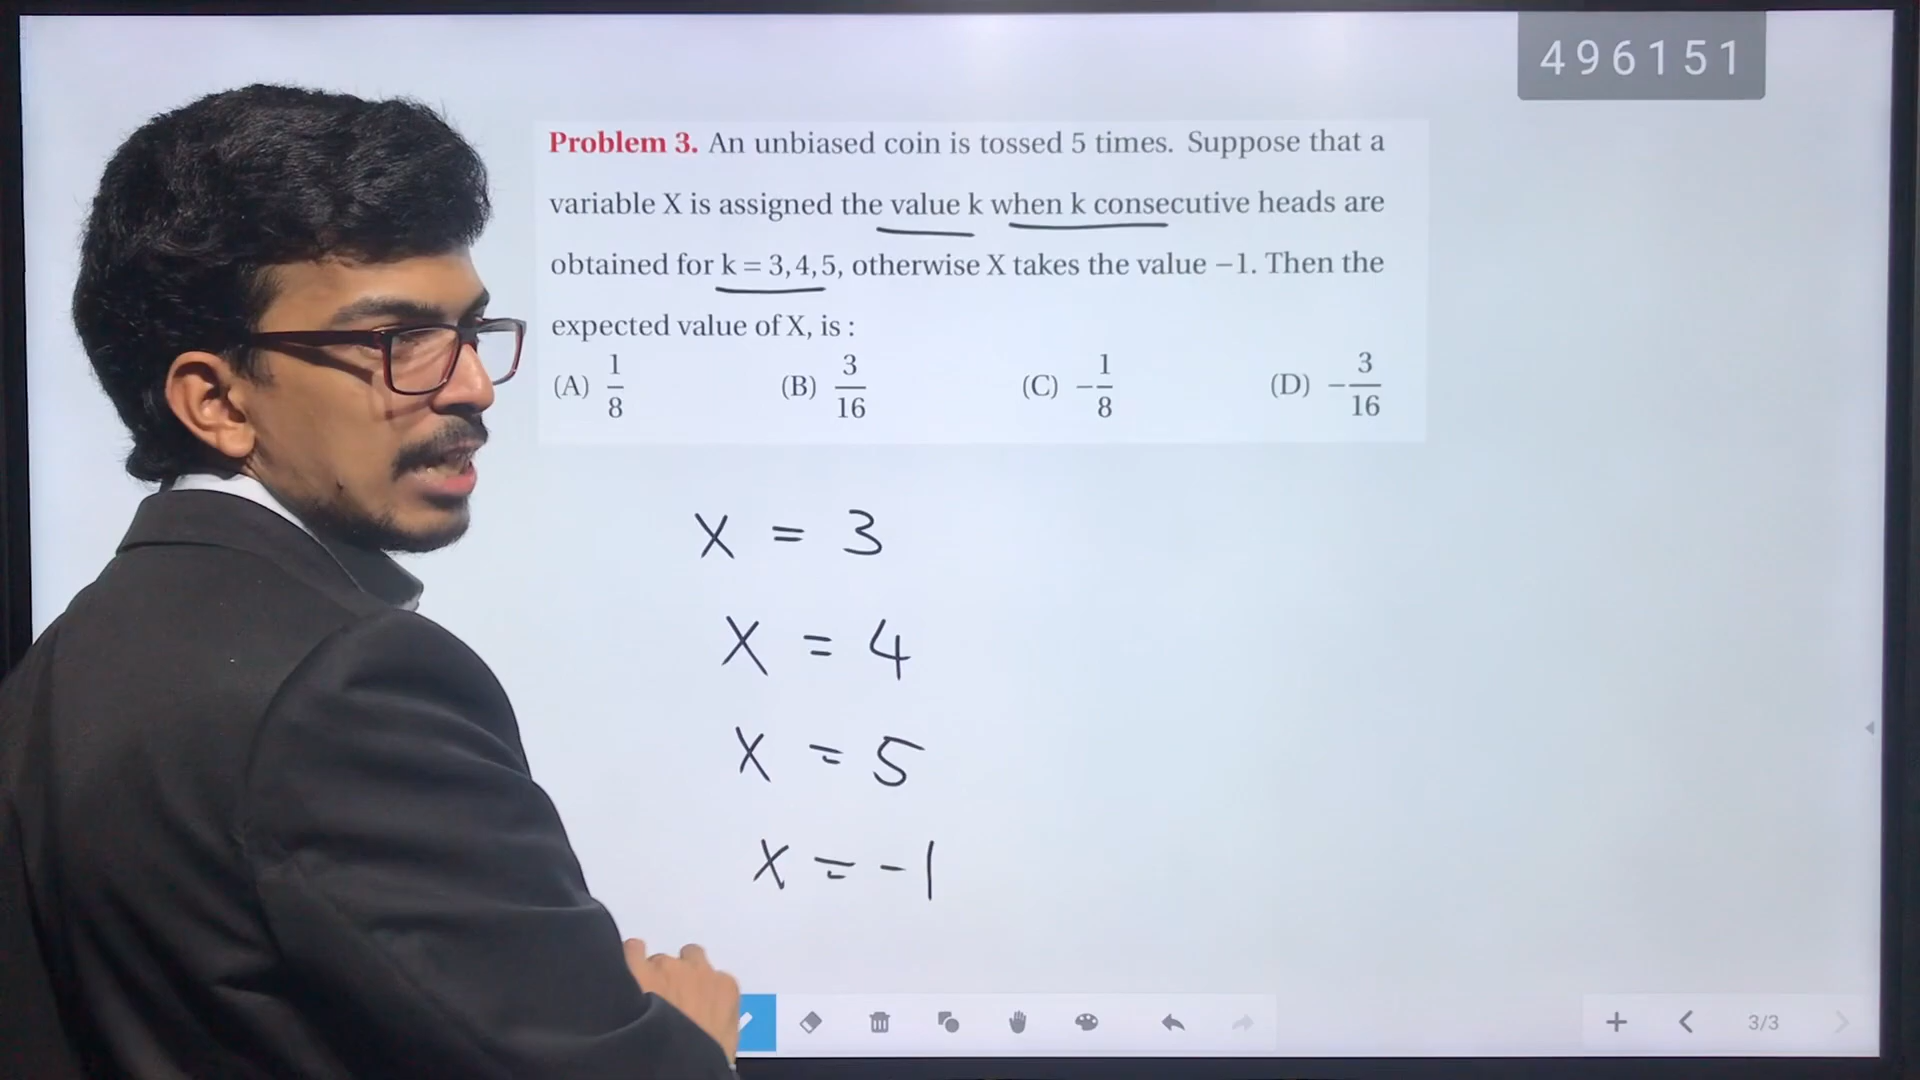 496151
Problem 3. An unbiased coin is tossed 5 times. Suppose that a
variable X is assigned the value k when k consecutive heads are
obtained for k = 3,4,5, otherwise X takes the value −1. Then the
expected value of X, is :
(A) 1/8 (B) 3/16 (C) −1/8 (D) −3/16
X = 3
X = 4
X = 5
X = -1
3/3